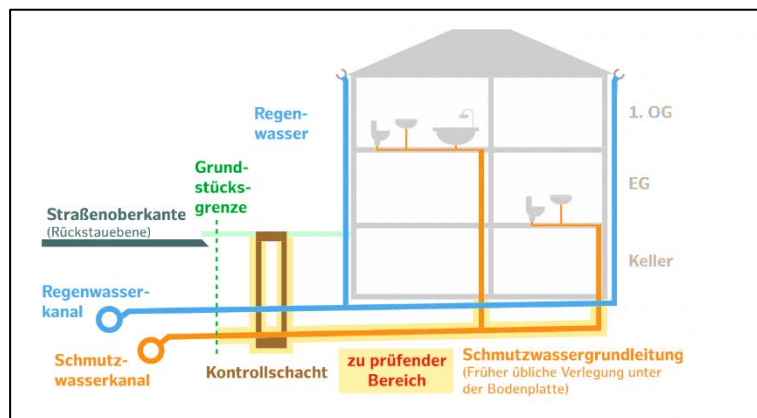 Regen-
wasser
1. OG
Grund-
stücks-
grenze
EG
Straßenoberkante
(Rückstauebene)
Keller
Regenwasser-
kanal
Schmutz-
wasserkanal
Kontrollschacht
zu prüfender
Bereich
Schmutzwassergrundleitung
(Früher übliche Verlegung unter
der Bodenplatte)